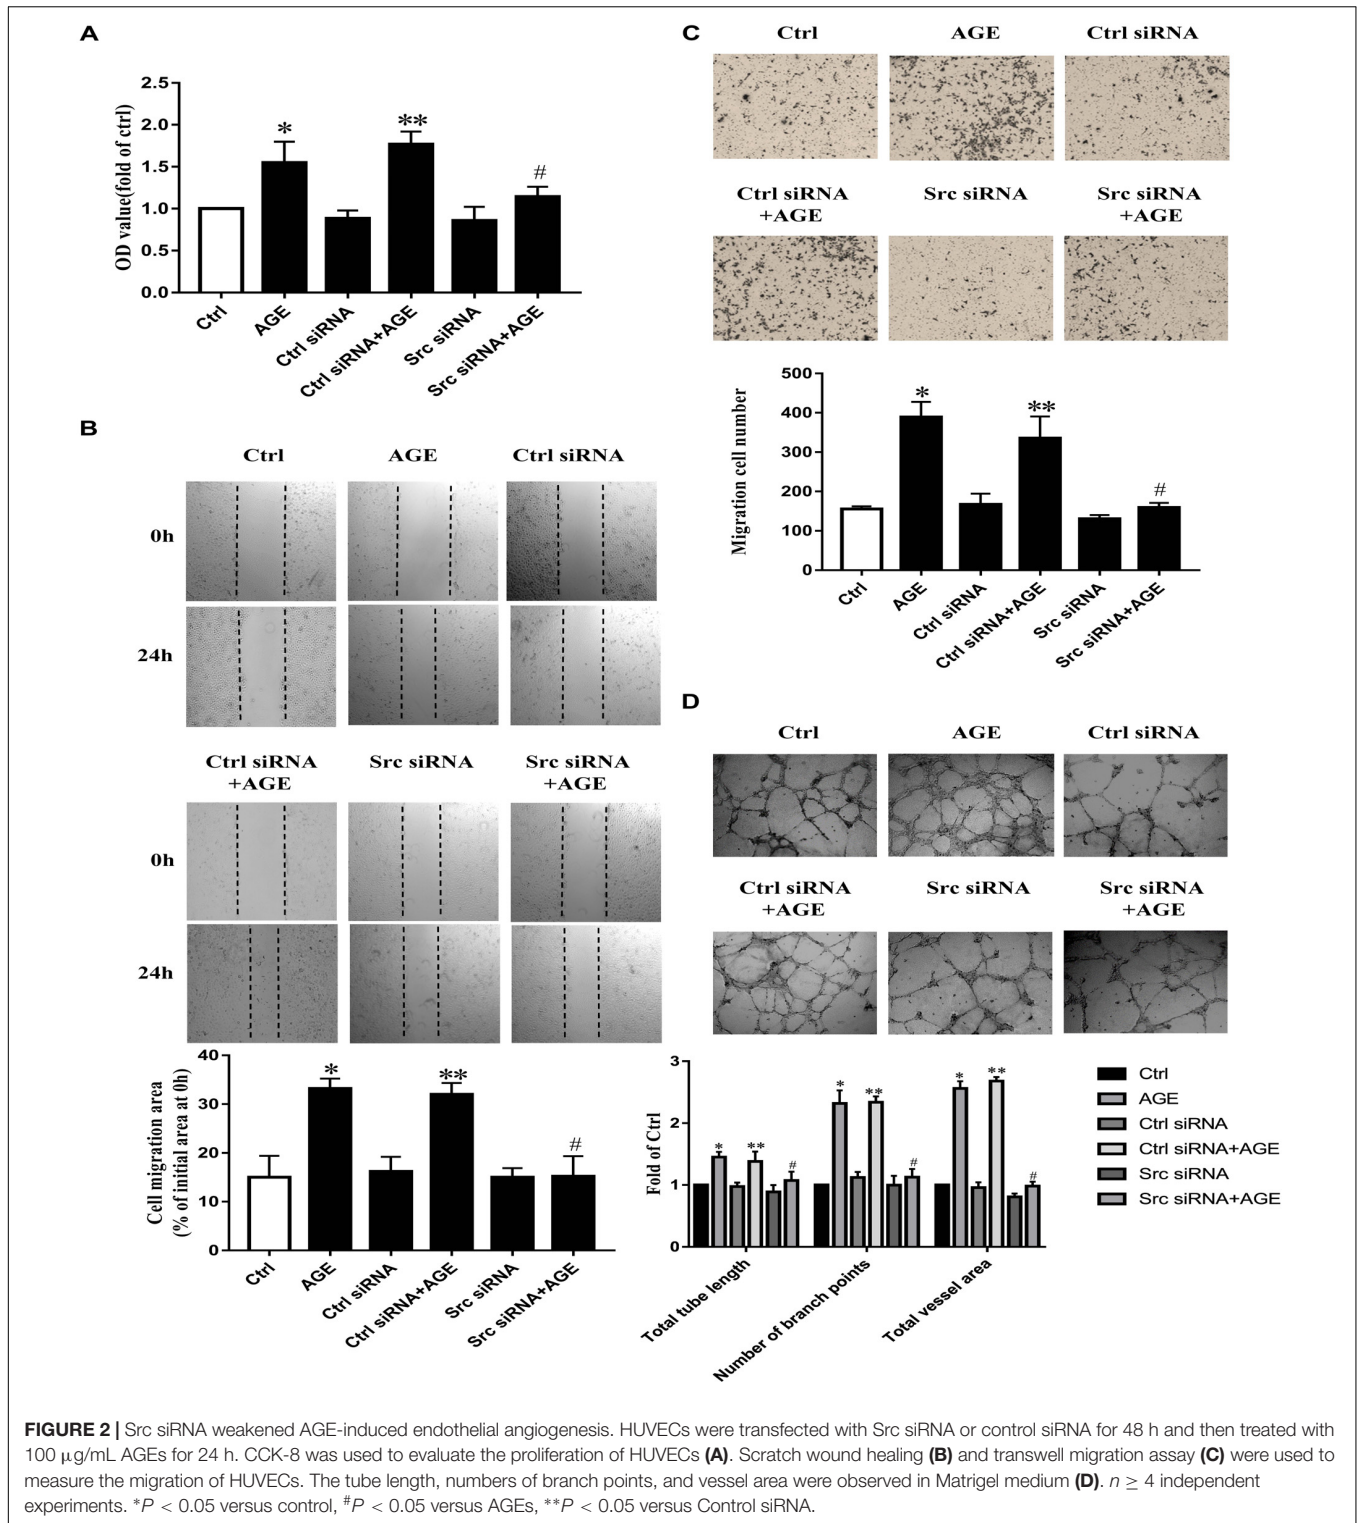 A
OD value(fold of ctrl)
2.5
2.0
1.5
1.0
0.5
0.0
*
**
#
Ctrl
AGE
Ctrl siRNA
Ctrl siRNA+AGE
Src siRNA
Src siRNA+AGE
B
Ctrl
AGE
Ctrl siRNA
0h
24h
Ctrl siRNA
+AGE
Src siRNA
Src siRNA
+AGE
0h
24h
Cell migration area
(% of initial area at 0h)
40
30
20
10
0
*
**
#
Ctrl
AGE
Ctrl siRNA
Ctrl siRNA+AGE
Src siRNA
Src siRNA+AGE
C
Ctrl
AGE
Ctrl siRNA
Ctrl siRNA
+AGE
Src siRNA
Src siRNA
+AGE
Migration cell number
500
400
300
200
100
0
*
**
#
Ctrl
AGE
Ctrl siRNA
Ctrl siRNA+AGE
Src siRNA
Src siRNA+AGE
D
Ctrl
AGE
Ctrl siRNA
Ctrl siRNA
+AGE
Src siRNA
Src siRNA
+AGE
Fold of Ctrl
3
2
1
0
*
**
#
*
**
#
*
**
#
Total tube length
Number of branch points
Total vessel area
Ctrl
AGE
Ctrl siRNA
Ctrl siRNA+AGE
Src siRNA
Src siRNA+AGE
FIGURE 2 | Src siRNA weakened AGE-induced endothelial angiogenesis. HUVECs were transfected with Src siRNA or control siRNA for 48 h and then treated with
100 μg/mL AGEs for 24 h. CCK-8 was used to evaluate the proliferation of HUVECs (A). Scratch wound healing (B) and transwell migration assay (C) were used to
measure the migration of HUVECs. The tube length, numbers of branch points, and vessel area were observed in Matrigel medium (D). n ≥ 4 independent
experiments. *P < 0.05 versus control, #P < 0.05 versus AGEs, **P < 0.05 versus Control siRNA.